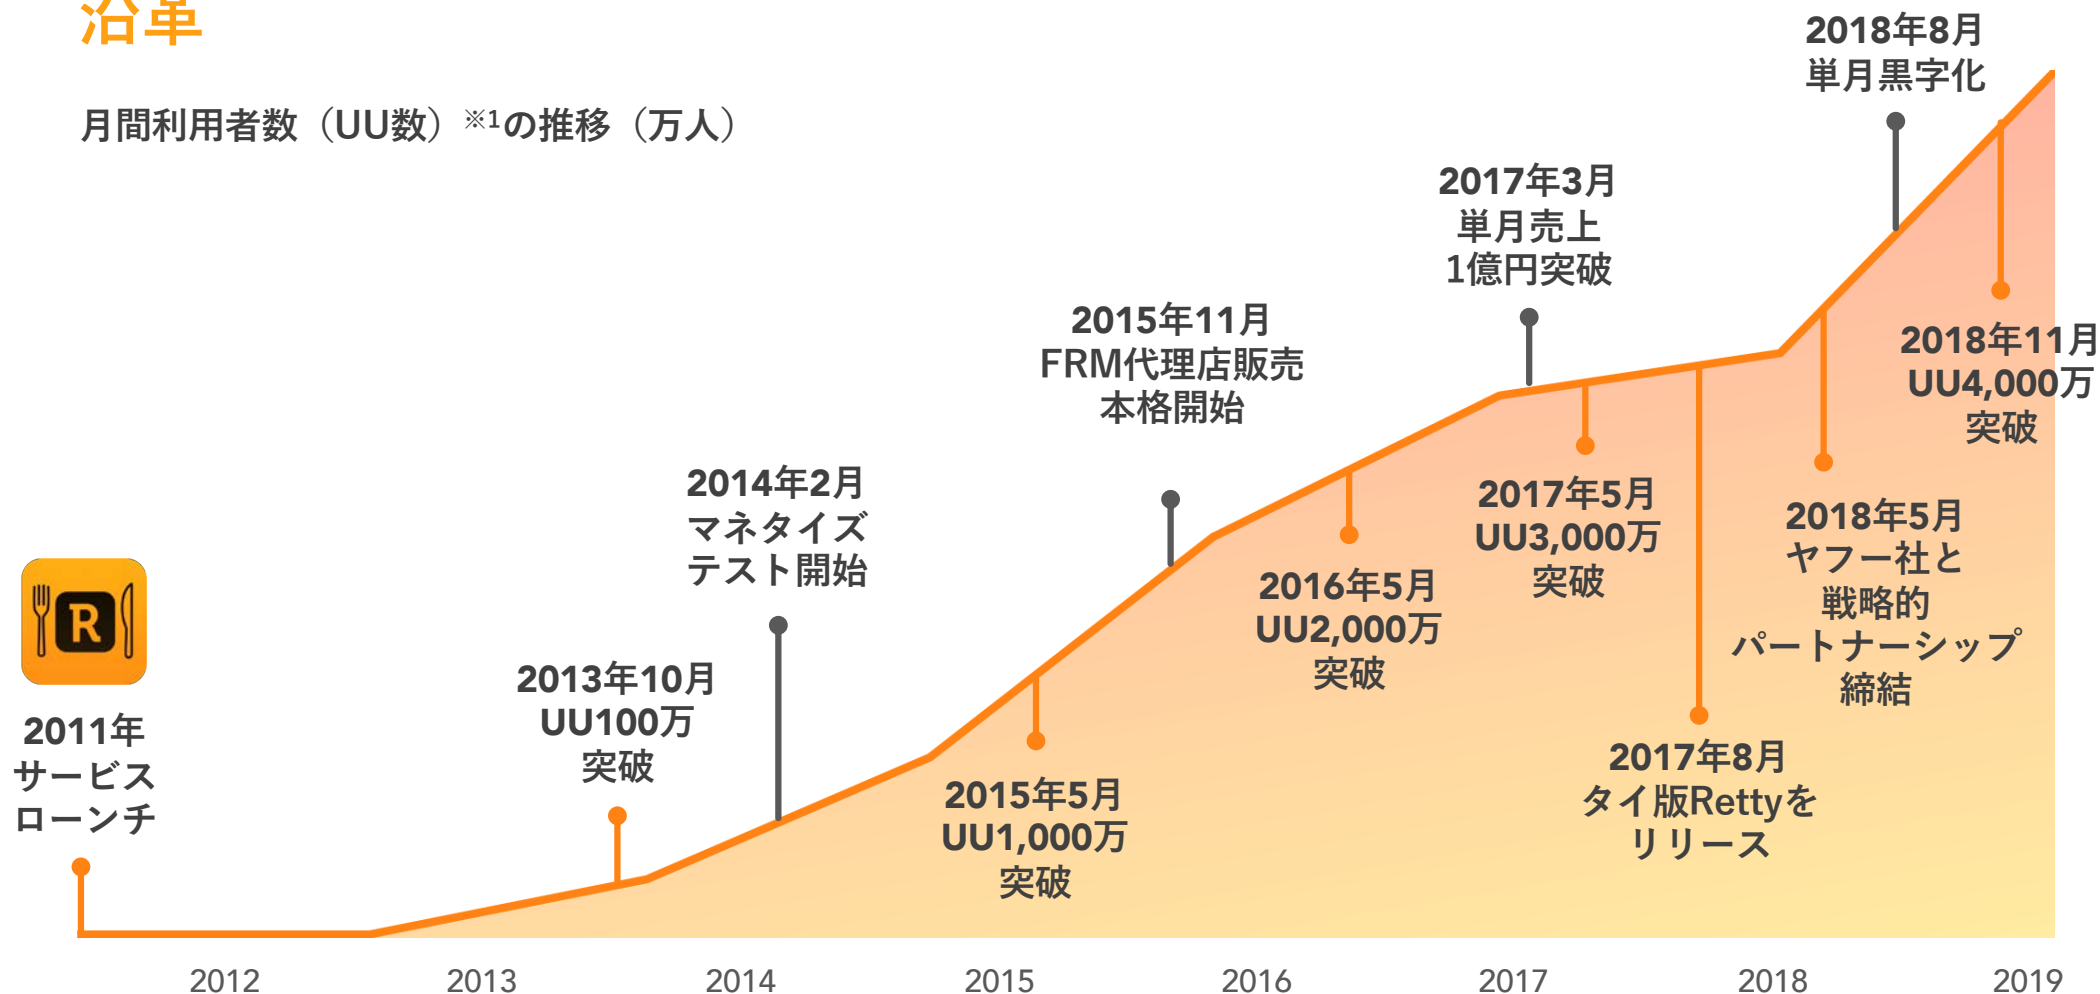 沿革
月間利用者数（UU数）※1の推移（万人）
R
2011年
サービス
ローンチ
2013年10月
UU100万
突破
2014年2月
マネタイズ
テスト開始
2015年5月
UU1,000万
突破
2015年11月
FRM代理店販売
本格開始
2016年5月
UU2,000万
突破
2017年3月
単月売上
1億円突破
2017年5月
UU3,000万
突破
2017年8月
タイ版Rettyを
リリース
2018年5月
ヤフー社と
戦略的
パートナーシップ
締結
2018年8月
単月黒字化
2018年11月
UU4,000万
突破
2012
2013
2014
2015
2016
2017
2018
2019